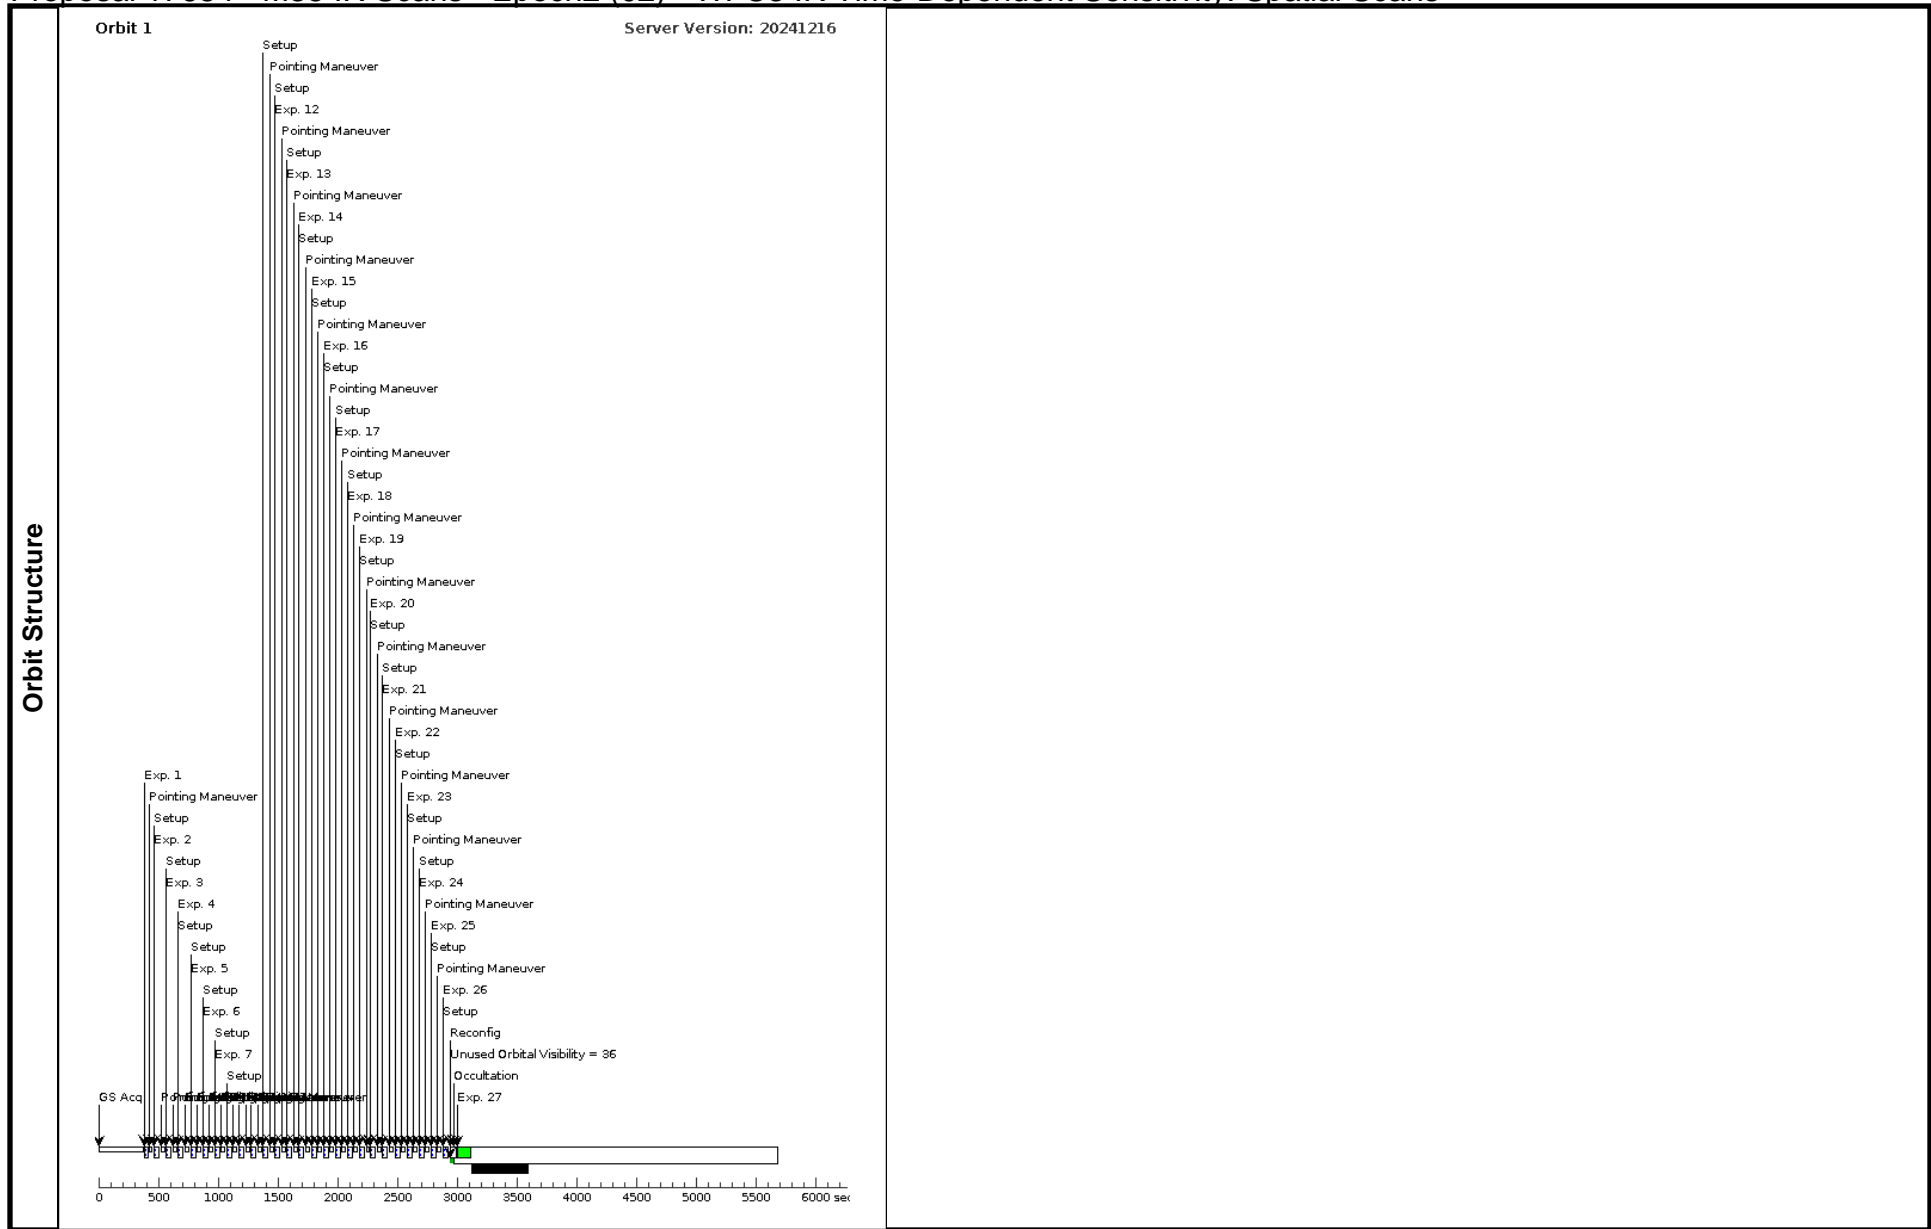 Orbit Structure
Orbit 1
Server Version: 20241216
Setup
Pointing Maneuver
Setup
Exp. 12
Pointing Maneuver
Setup
Exp. 13
Pointing Maneuver
Exp. 14
Setup
Pointing Maneuver
Exp. 15
Setup
Pointing Maneuver
Exp. 16
Setup
Pointing Maneuver
Setup
Exp. 17
Pointing Maneuver
Setup
Exp. 18
Pointing Maneuver
Exp. 19
Setup
Pointing Maneuver
Exp. 20
Setup
Pointing Maneuver
Setup
Exp. 21
Pointing Maneuver
Exp. 22
Setup
Exp. 1
Pointing Maneuver
Pointing Maneuver
Exp. 23
Setup
Setup
Exp. 2
Pointing Maneuver
Setup
Setup
Exp. 3
Exp. 24
Exp. 4
Pointing Maneuver
Setup
Exp. 25
Setup
Setup
Exp. 5
Pointing Maneuver
Setup
Exp. 26
Exp. 6
Setup
Setup
Reconfig
Exp. 7
Unused Orbital Visibility = 36
Setup
Occultation
GS Acq
Exp. 27
0 500 1000 1500 2000 2500 3000 3500 4000 4500 5000 5500 6000